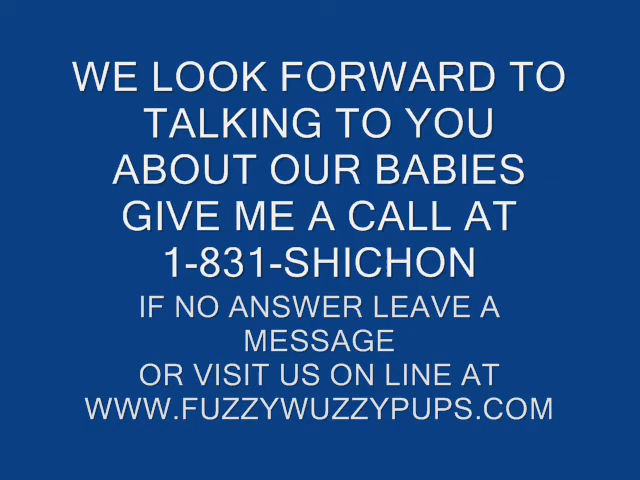 WE LOOK FORWARD TO
TALKING TO YOU
ABOUT OUR BABIES
GIVE ME A CALL AT
1-831-SHICHON
IF NO ANSWER LEAVE A
MESSAGE
OR VISIT US ON LINE AT
WWW.FUZZYWUZZYPUPS.COM